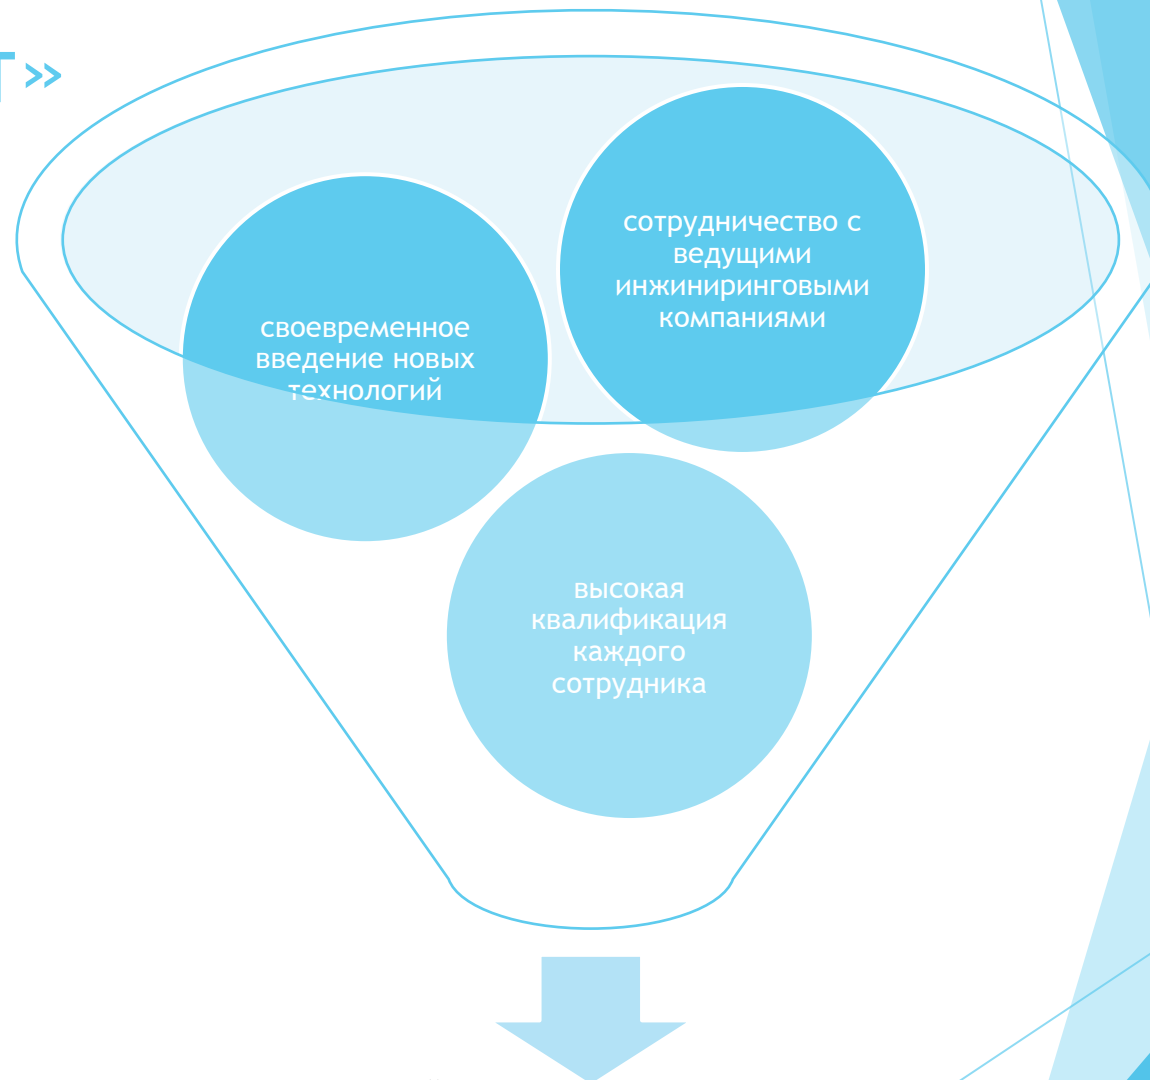 Т»
сотрудничество с
ведущими
инжиниринговыми
компаниями
своевременное
введение новых
технологий
высокая
квалификация
каждого
сотрудника